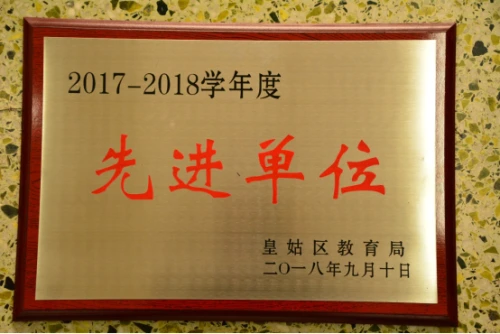 2017-2018学年度
先进单位
皇姑区教育局
二〇一八年九月十日